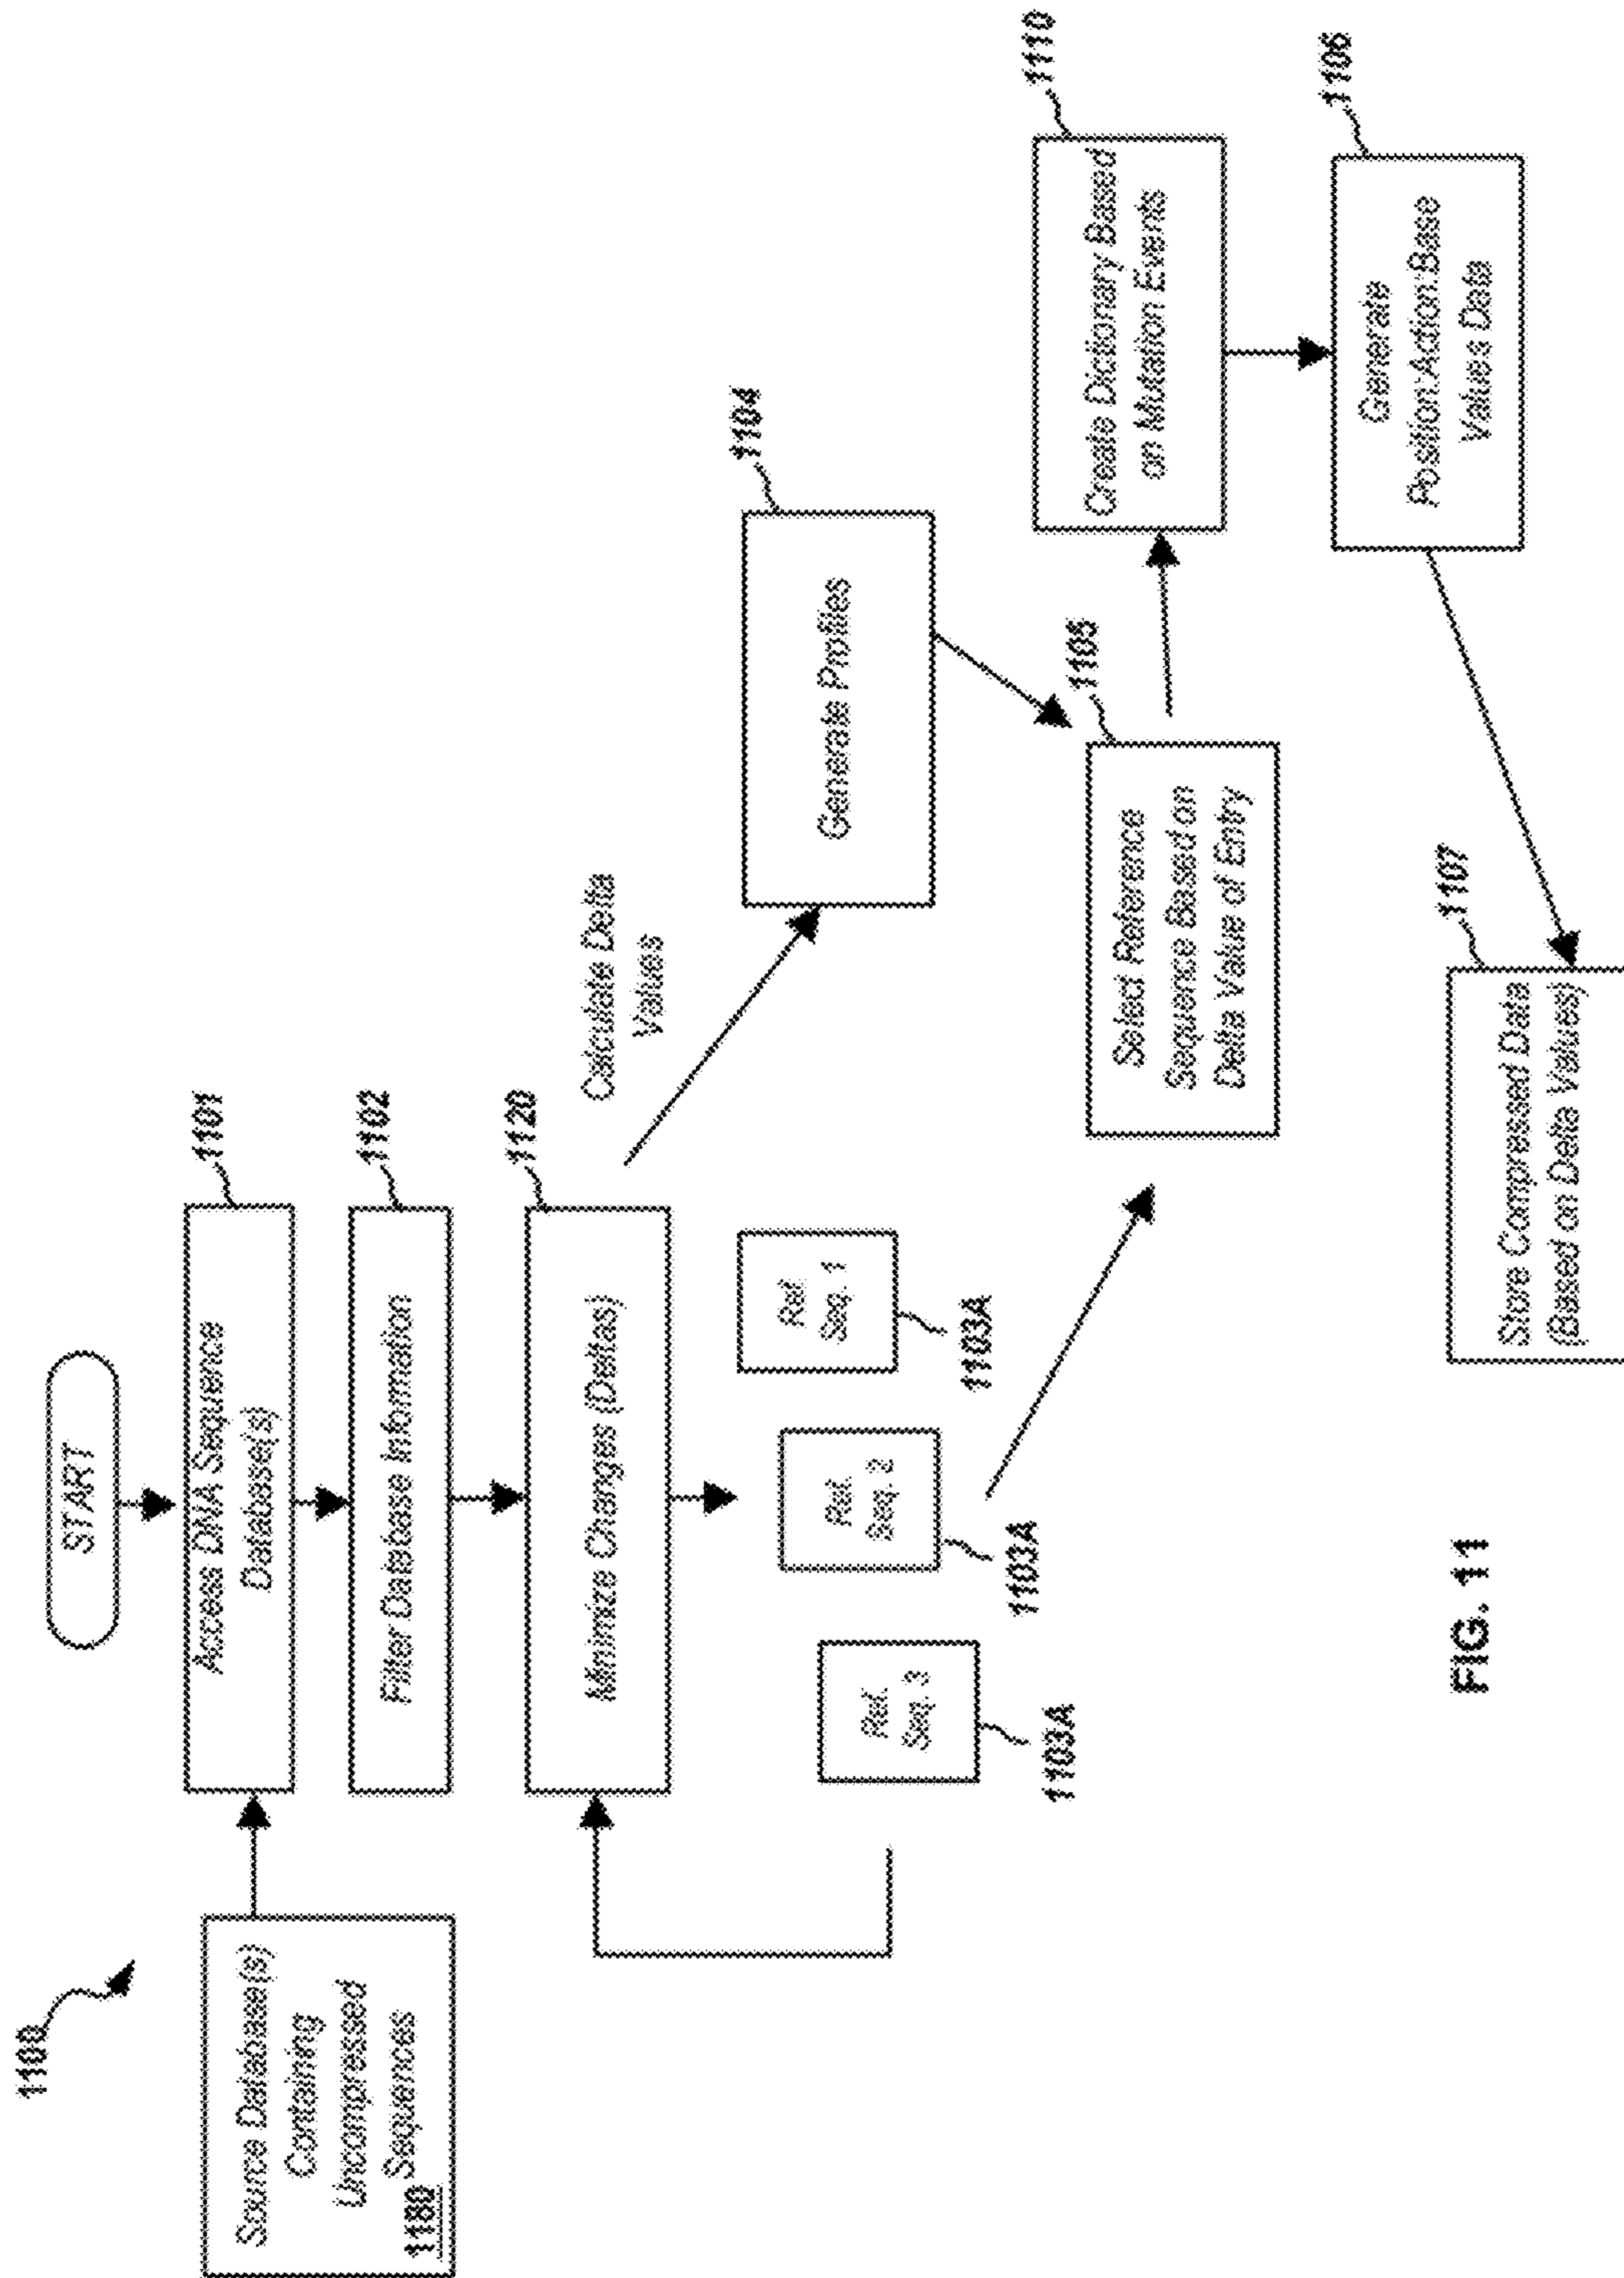 1100
START
Source Database(s)
Containing
Uncompressed
Sequences
1180
Access DNA Sequence
Database(s)
1101
Filter Database Information
1102
Minimize Changes (Deltas)
1120
Calculate Delta
Values
Ref.
Seq. 3
1103A
Ref.
Seq. 2
1103A
Ref.
Seq. 1
1103A
Generate Profiles
1104
Select Reference
Sequence Based on
Delta Value of Entry
1105
Create Dictionary Based
on Mutation Events
1110
Generate
Position:Action:Base
Values Data
1106
Store Compressed Data
(Based on Delta Values)
1107
FIG. 11